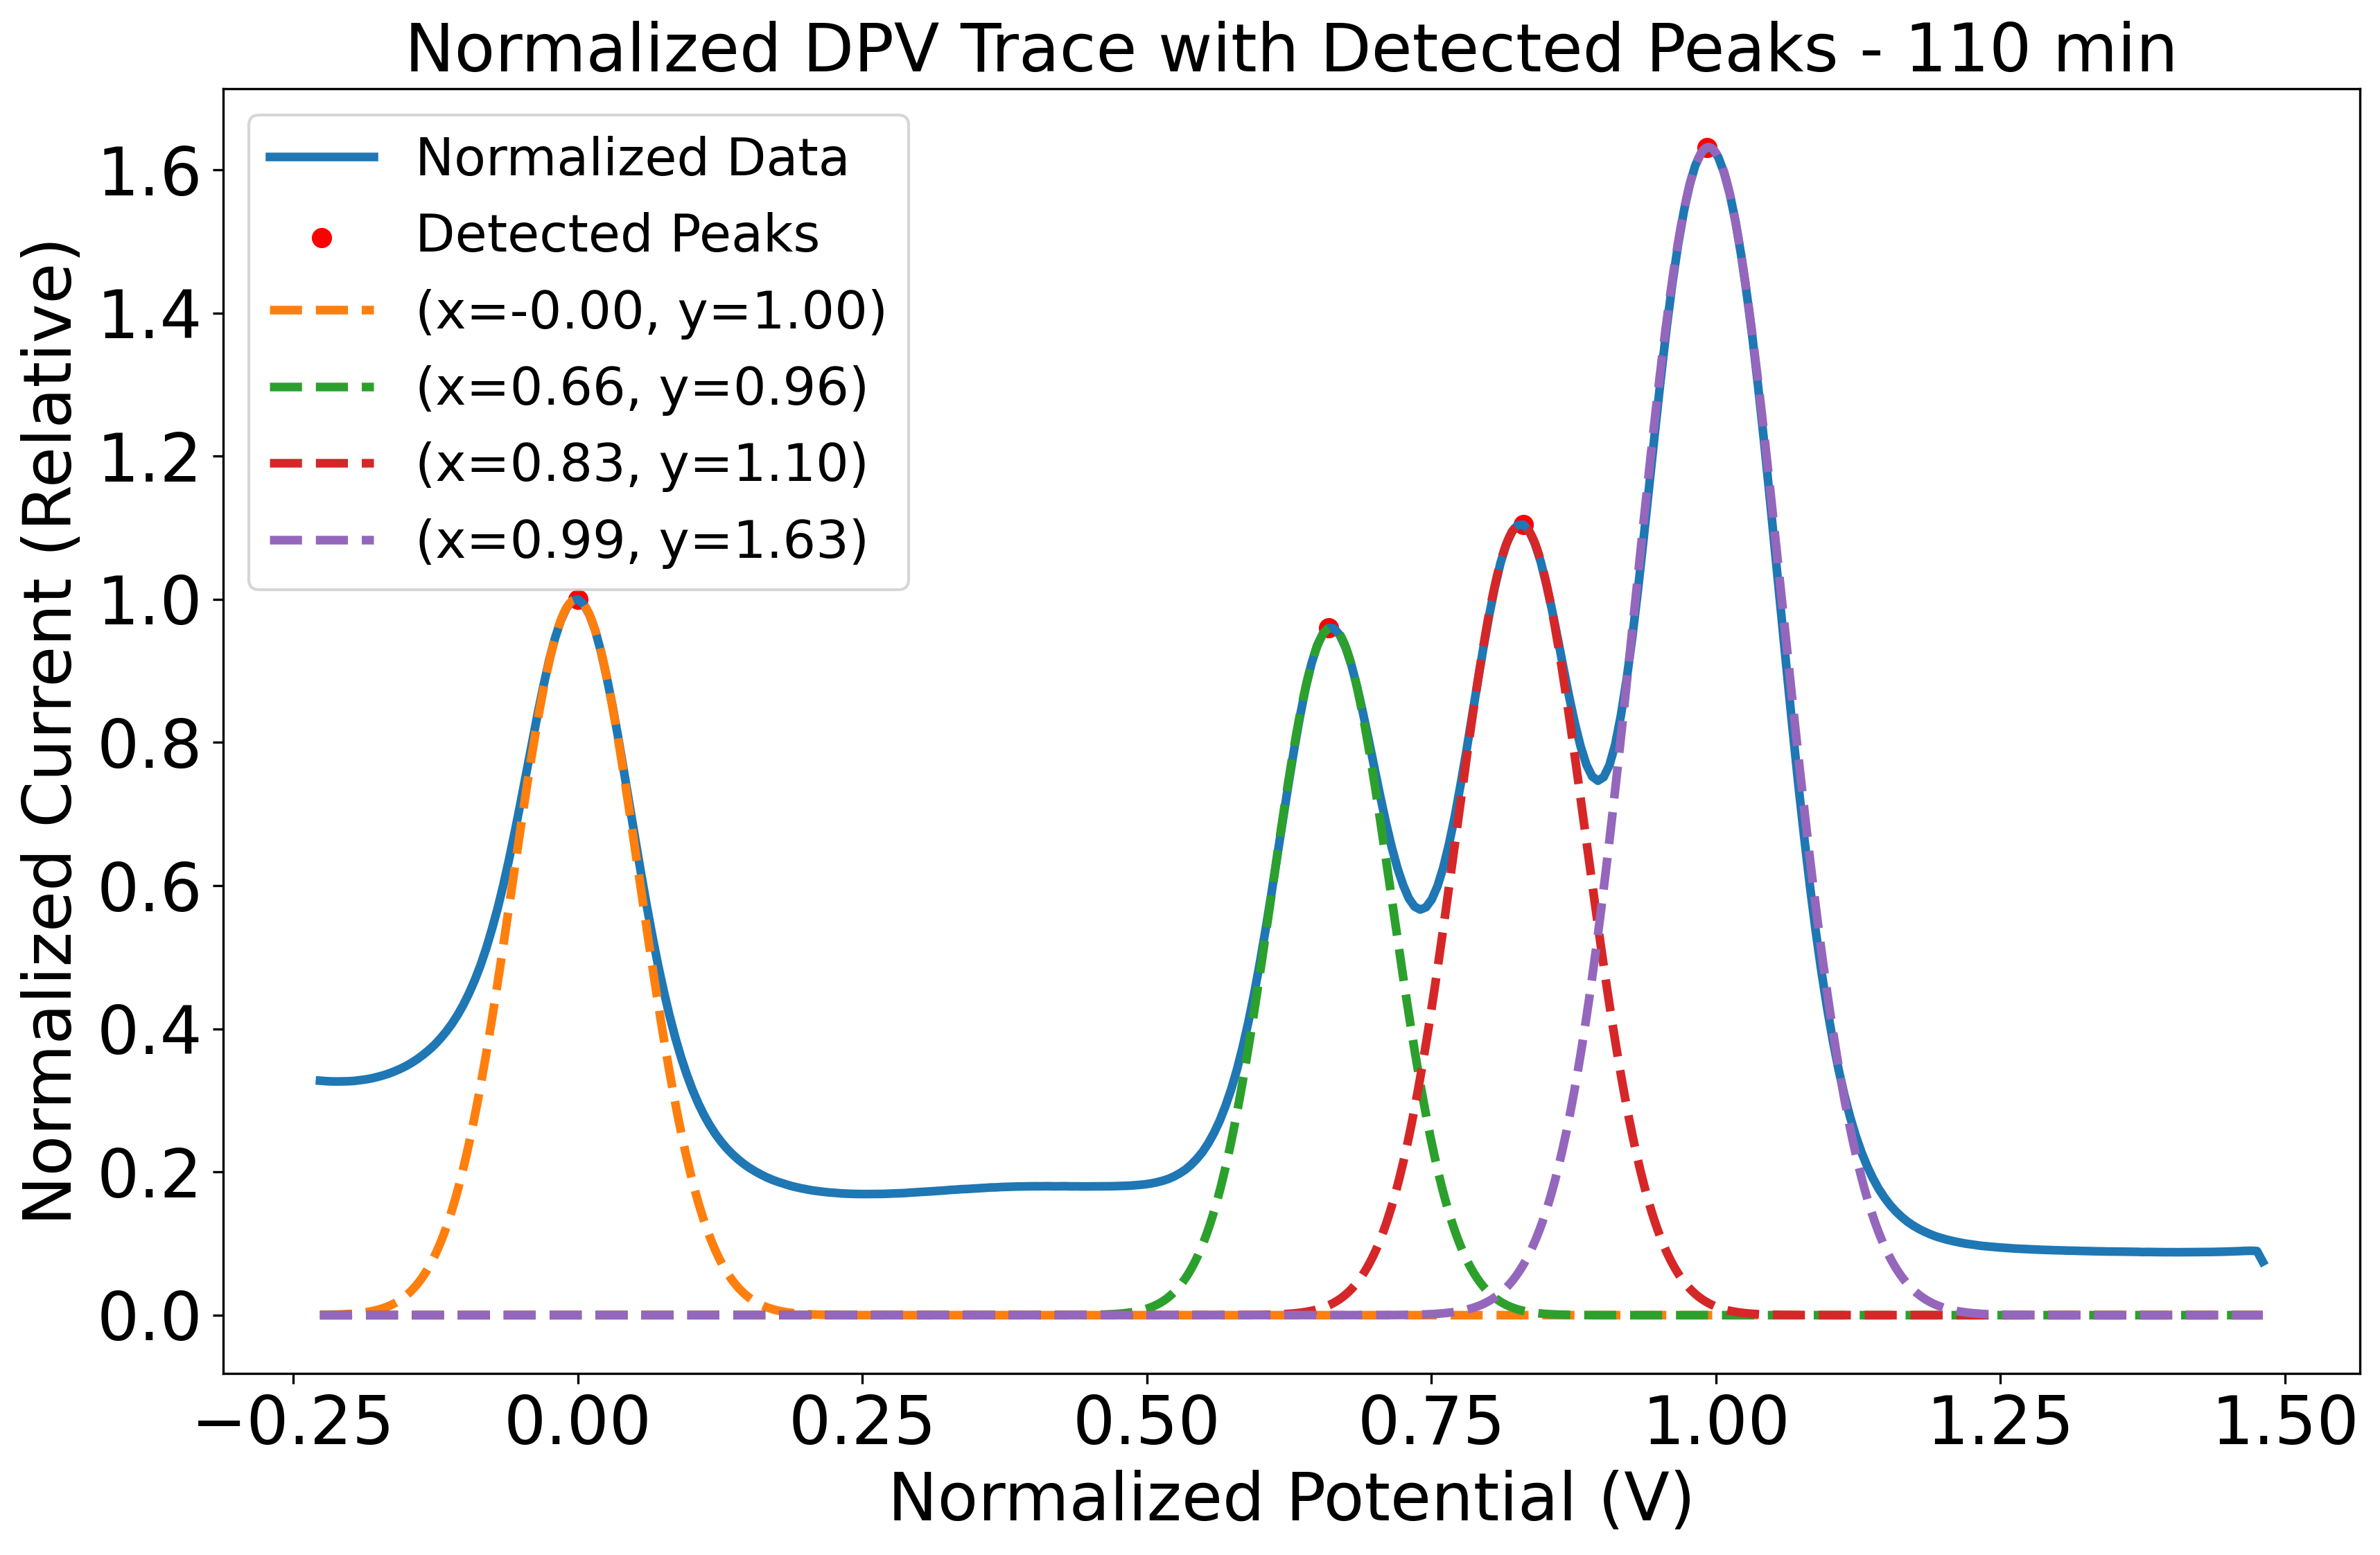 Normalized DPV Trace with Detected Peaks - 110 min
Normalized Data
Detected Peaks
(x=-0.00, y=1.00)
(x=0.66, y=0.96)
(x=0.83, y=1.10)
(x=0.99, y=1.63)
Normalized Current (Relative)
1.6
1.4
1.2
1.0
0.8
0.6
0.4
0.2
0.0
−0.25 0.00 0.25 0.50 0.75 1.00 1.25 1.50
Normalized Potential (V)